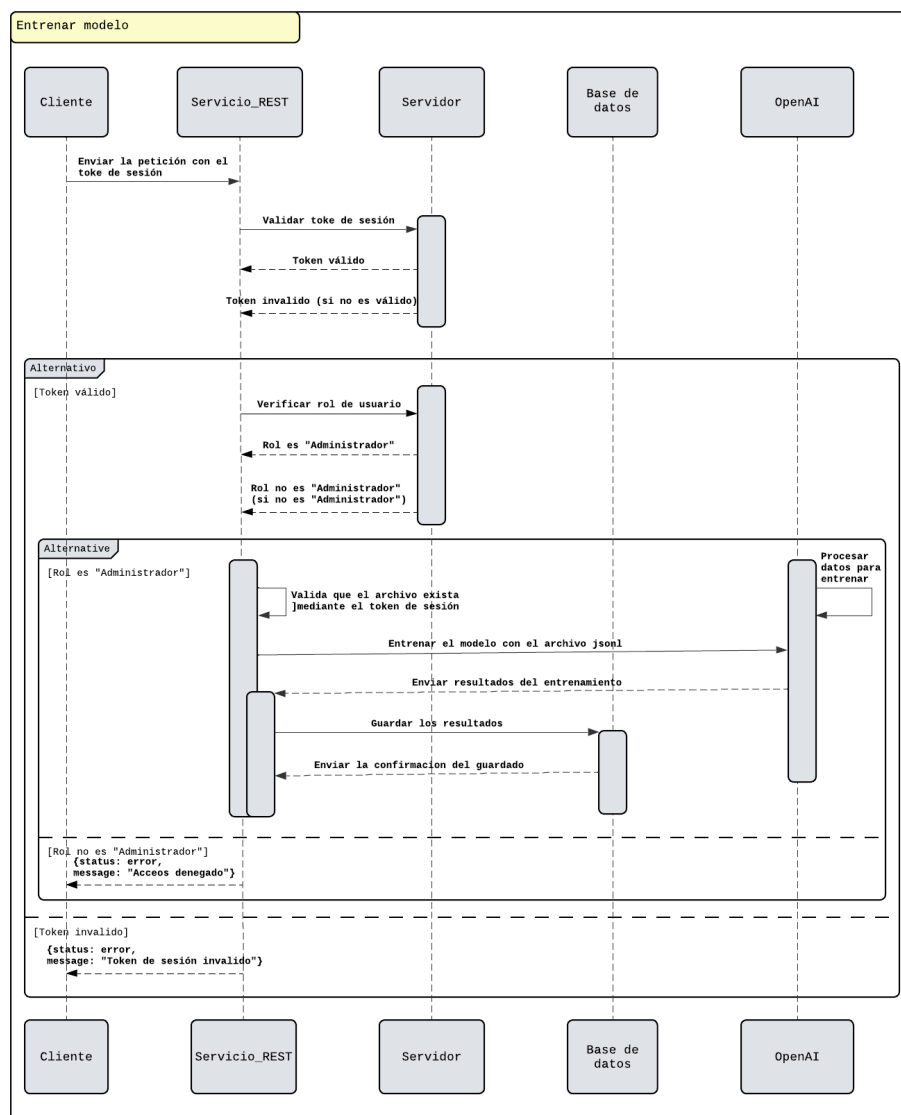 Entrenar modelo
Cliente
Servicio_REST
Servidor
Base de
datos
OpenAI
Enviar la petición con el
toke de sesión
Validar toke de sesión
Token válido
Token invalido (si no es válido)
Alternativo
[Token válido]
Verificar rol de usuario
Rol es "Administrador"
Rol no es "Administrador"
(si no es "Administrador")
Alternative
[Rol es "Administrador"]
Procesar
datos para
entrenar
Valida que el archivo exista
]mediante el token de sesión
Entrenar el modelo con el archivo jsonl
Enviar resultados del entrenamiento
Guardar los resultados
Enviar la confirmacion del guardado
[Rol no es "Administrador"]
{status: error,
message: "Acceos denegado"}
[Token invalido]
{status: error,
message: "Token de sesión invalido"}
Cliente
Servicio_REST
Servidor
Base de
datos
OpenAI